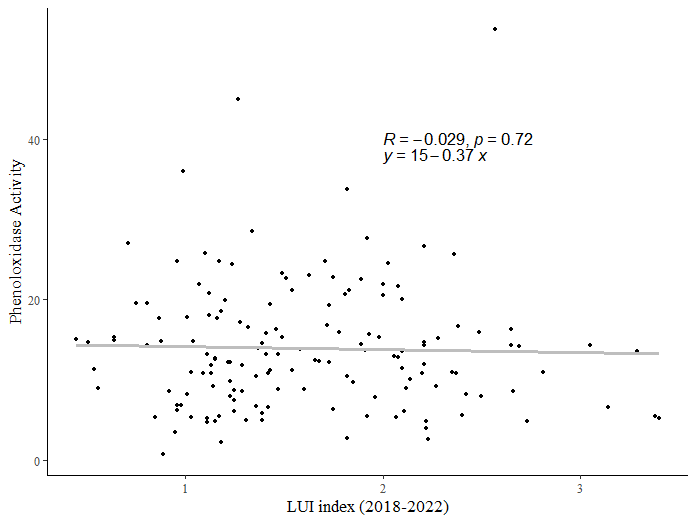 Phenoloxidase Activity
40
20
0
R = −0.029, p = 0.72
y = 15 − 0.37 x
1 2 3
LUI index (2018-2022)